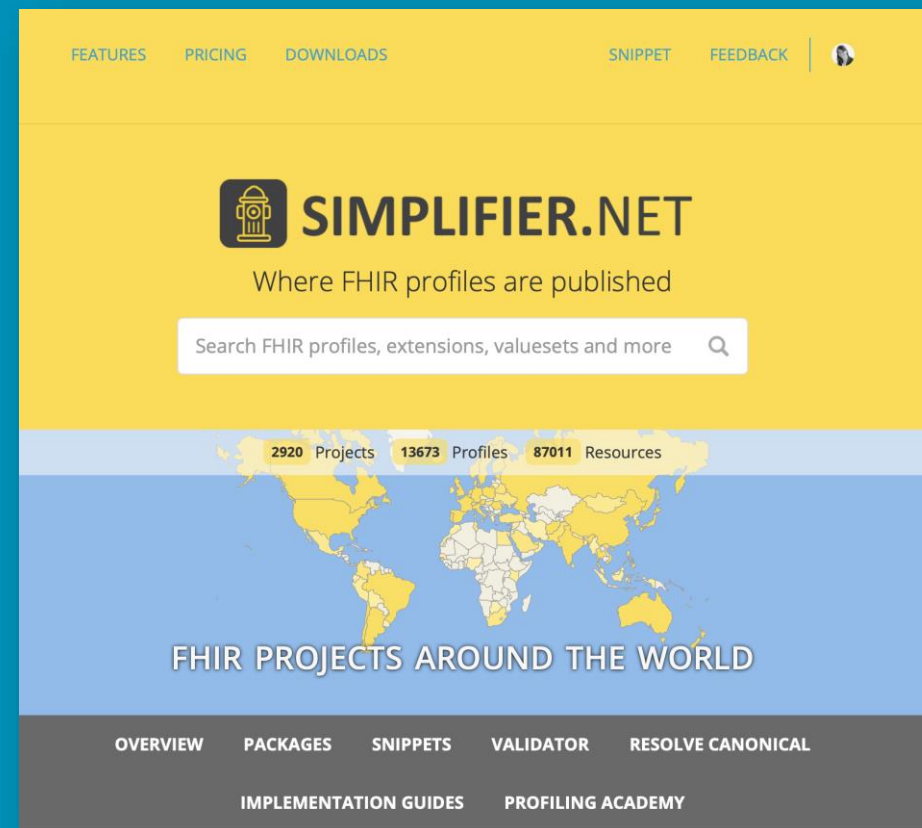 FEATURES PRICING DOWNLOADS SNIPPET FEEDBACK
SIMPLIFIER.NET
Where FHIR profiles are published
Search FHIR profiles, extensions, valuesets and more
2920 Projects 13673 Profiles 87011 Resources
FHIR PROJECTS AROUND THE WORLD
OVERVIEW PACKAGES SNIPPETS VALIDATOR RESOLVE CANONICAL
IMPLEMENTATION GUIDES PROFILING ACADEMY